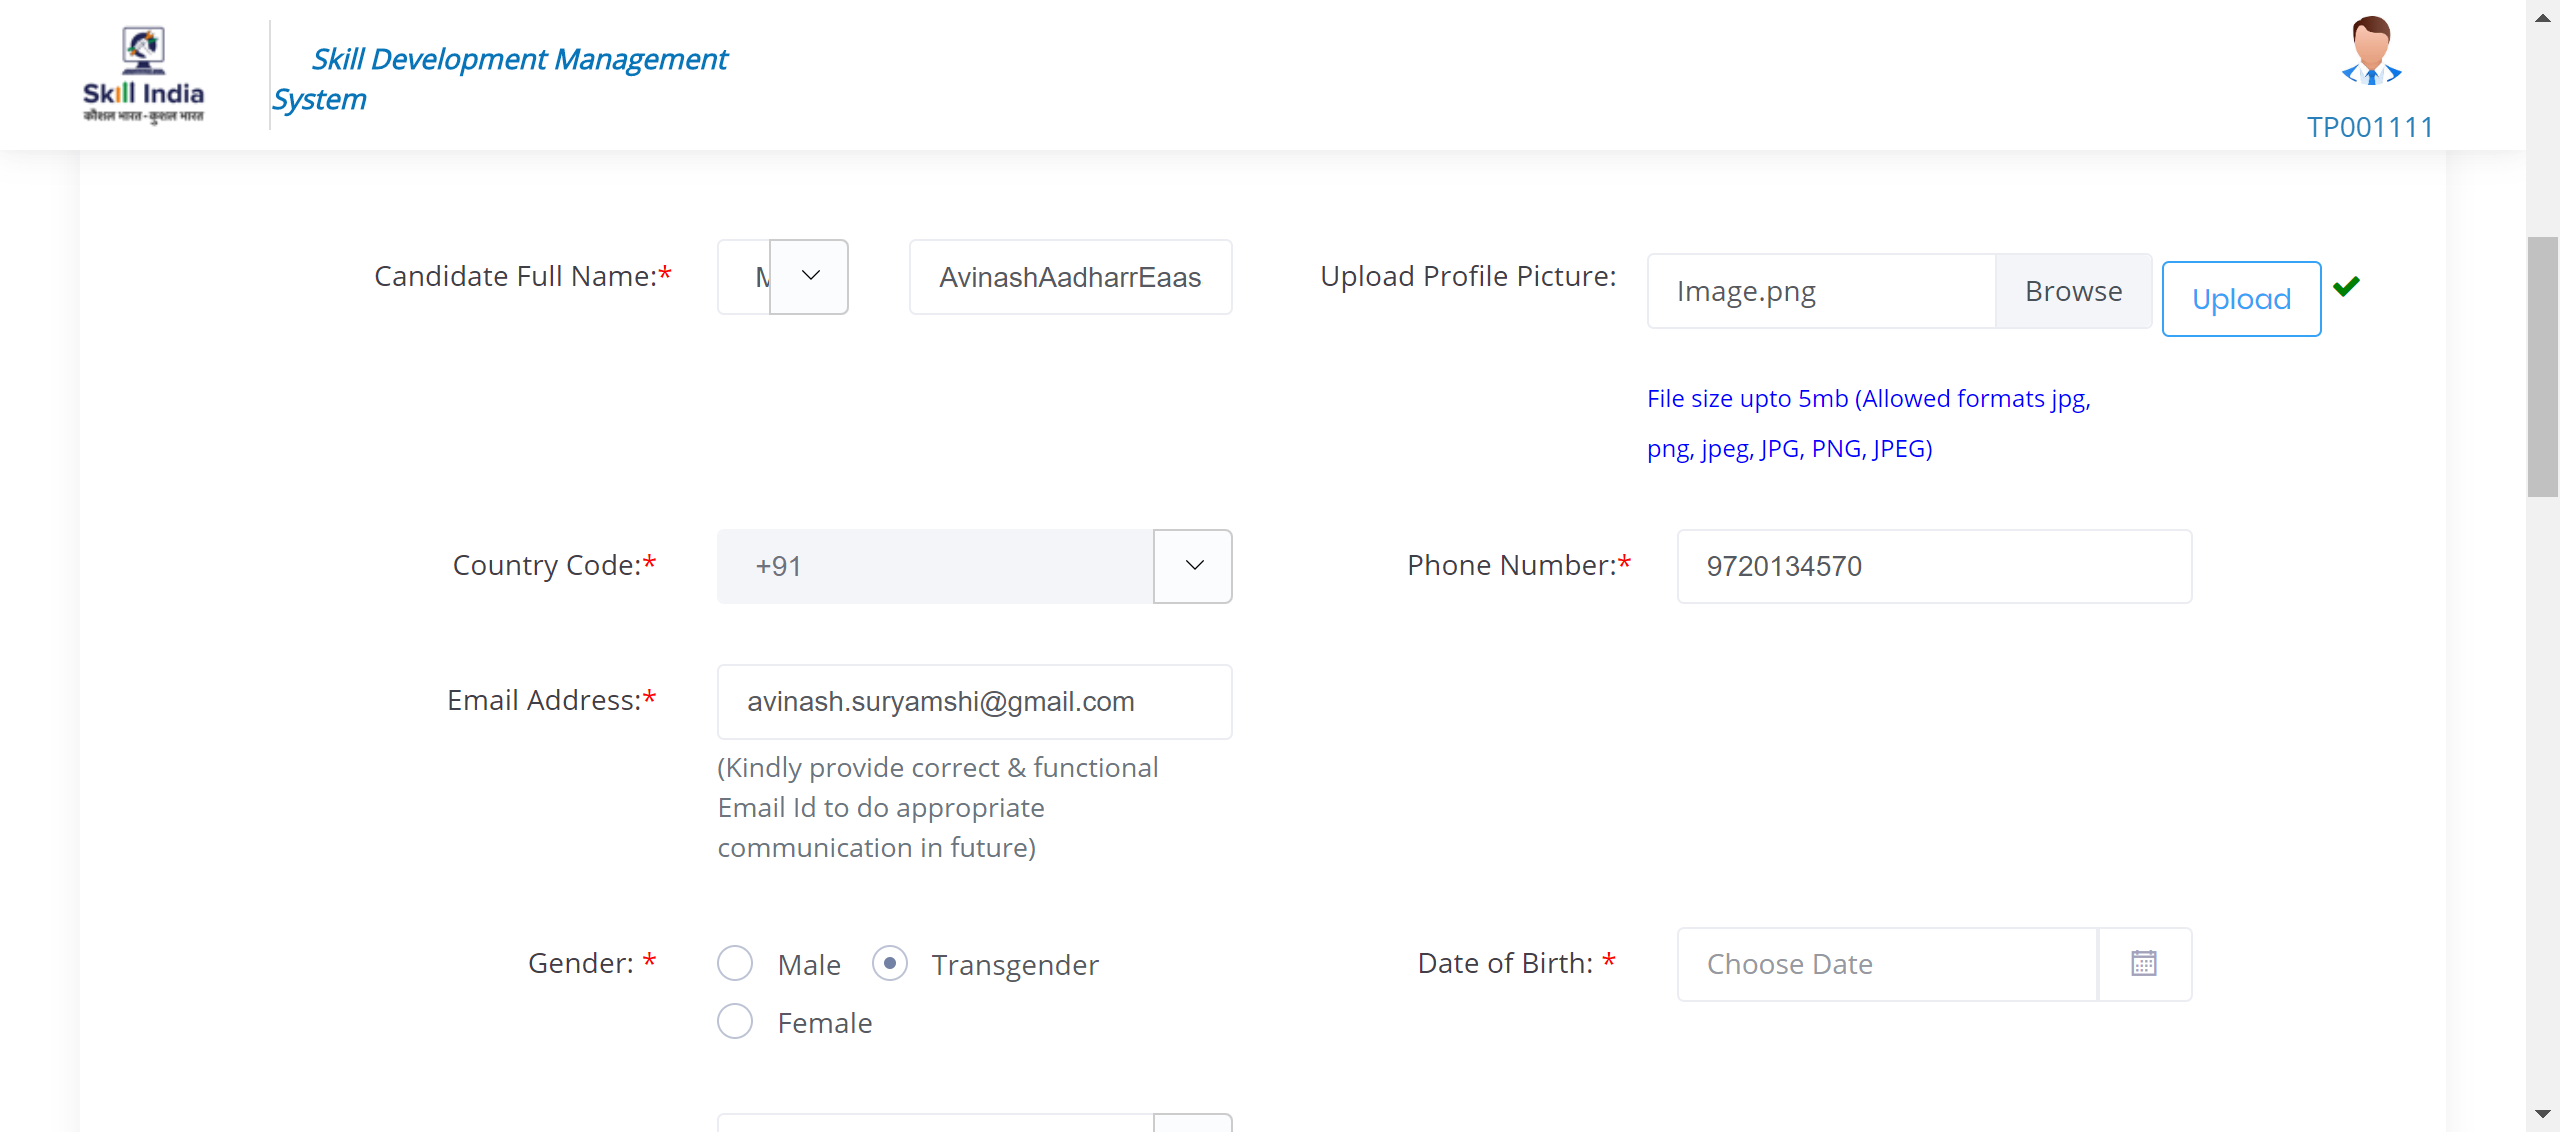 Skill India
कौशल भारत - कुशल भारत
Skill Development Management
System
TP001111
Candidate Full Name:*
AvinashAadharrEaas
Upload Profile Picture:
Image.png
Browse
Upload
File size upto 5mb (Allowed formats jpg,
png, jpeg, JPG, PNG, JPEG)
Country Code:*
+91
Phone Number:*
9720134570
Email Address:*
avinash.suryamshi@gmail.com
(Kindly provide correct & functional
Email Id to do appropriate
communication in future)
Gender: *
Male
Transgender
Female
Date of Birth: *
Choose Date